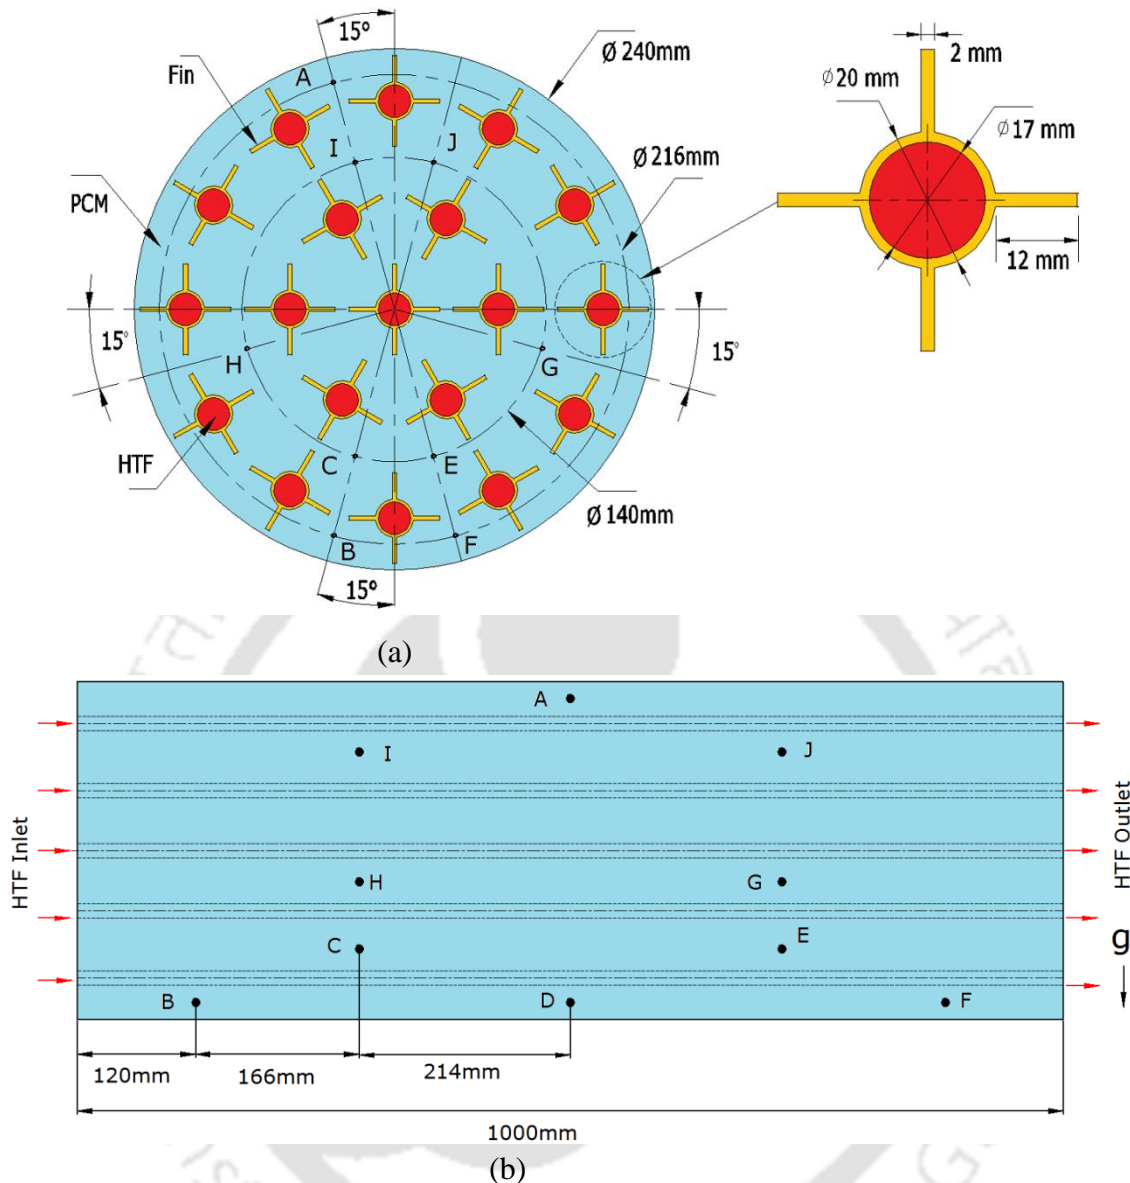 15°
A
Fin
Ø 240mm
I
J
PCM
Ø 216mm
15°
H
G
15°
HTF
C
E
Ø 140mm
B
F
15°
2 mm
Ø20 mm
Ø17 mm
12 mm
(a)
A
I
J
HTF Inlet
HTF Outlet
H
G
C
E
g
B
D
F
120mm
166mm
214mm
1000mm
(b)